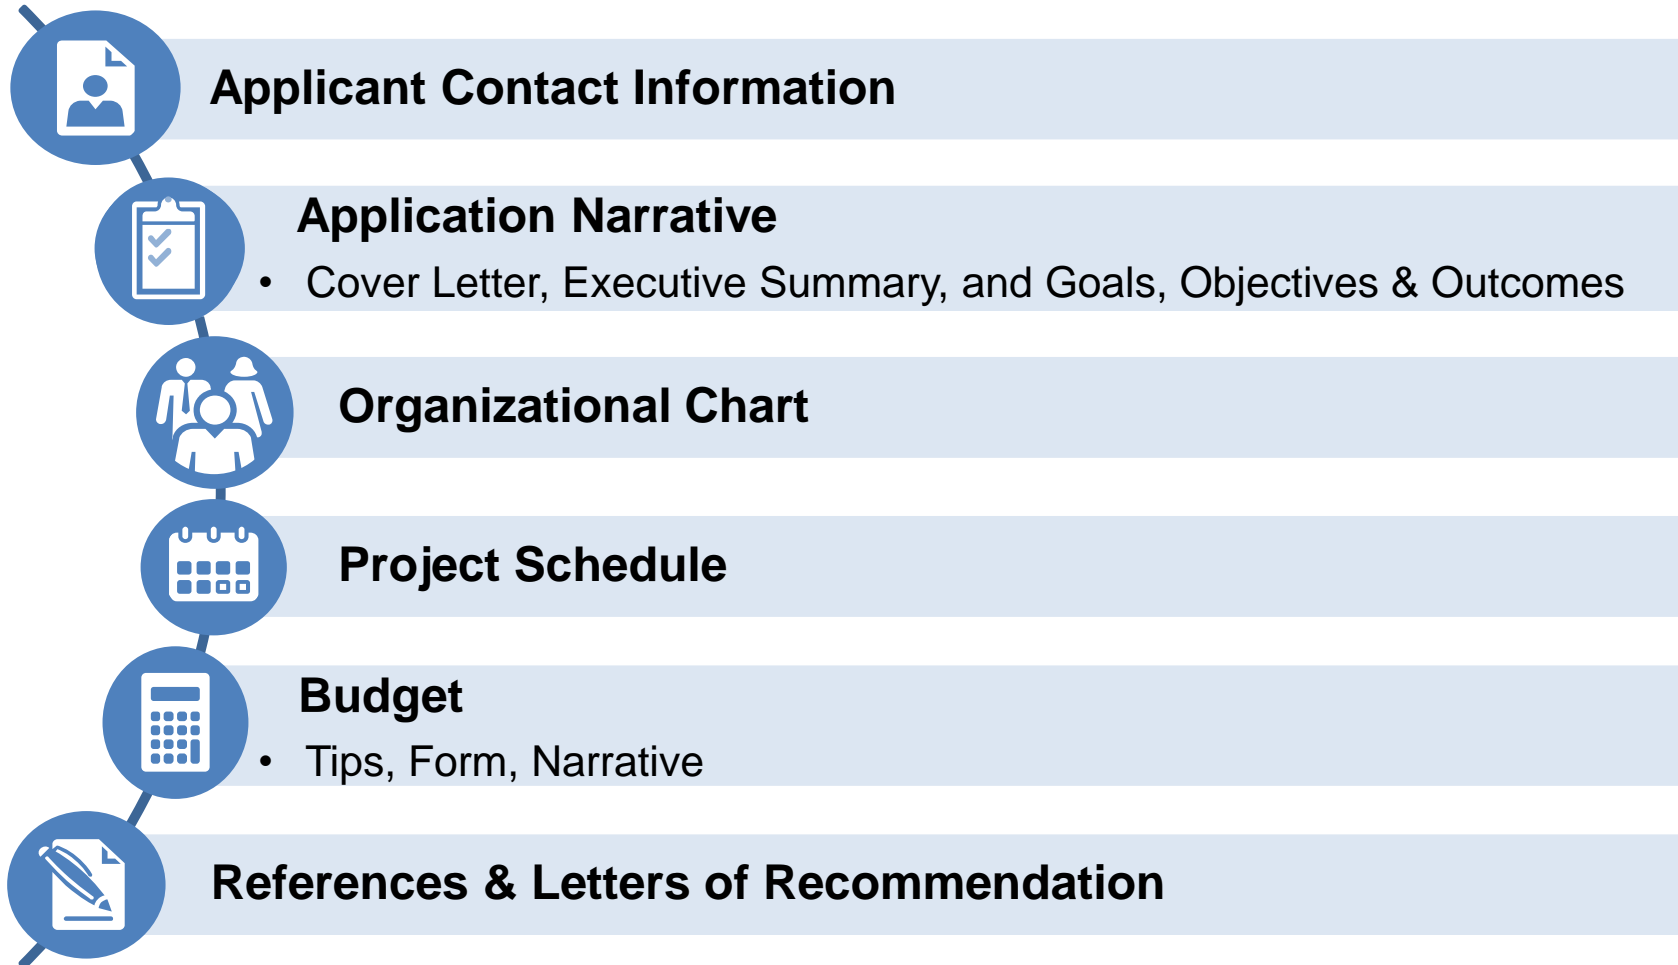 Applicant Contact Information
Application Narrative
• Cover Letter, Executive Summary, and Goals, Objectives & Outcomes
Organizational Chart
Project Schedule
Budget
• Tips, Form, Narrative
References & Letters of Recommendation